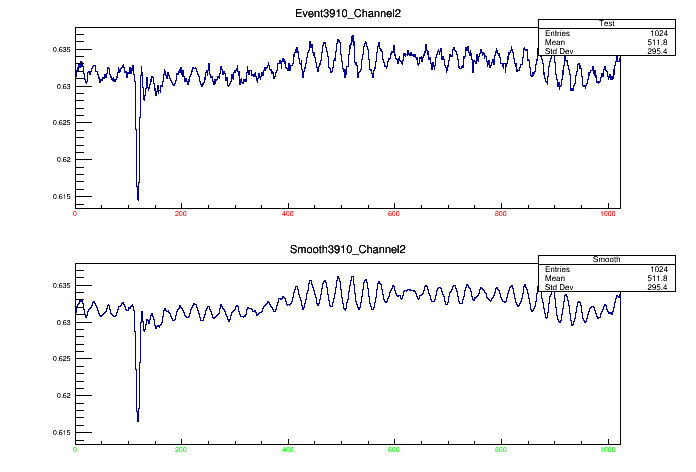 Event3910_Channel2
Test
Entries 1024
Mean 511.8
Std Dev 295.4
0.635
0.63
0.625
0.62
0.615
0 200 400 600 800 1000
Smooth3910_Channel2
Smooth
Entries 1024
Mean 511.8
Std Dev 295.4
0.635
0.63
0.625
0.62
0.615
0 200 400 600 800 1000